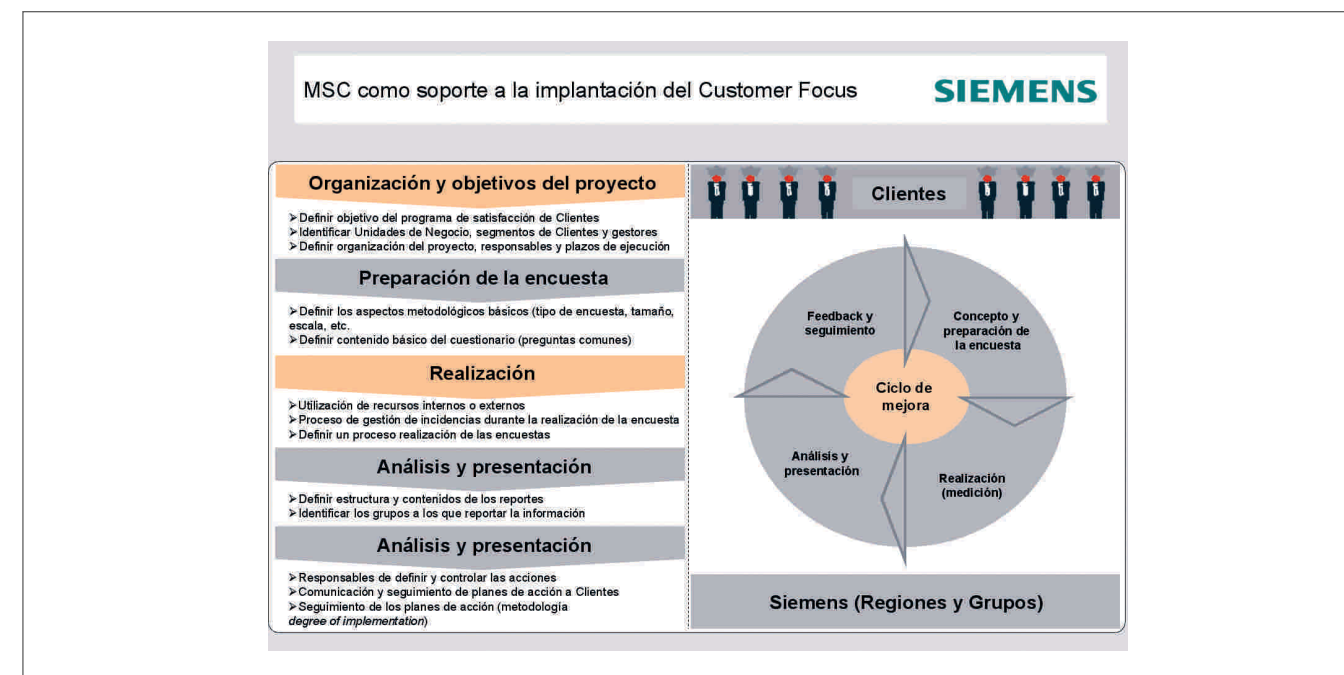 MSC como soporte a la implantación del Customer Focus
SIEMENS
Organización y objetivos del proyecto
➢Definir objetivo del programa de satisfacción de Clientes
➢Identificar Unidades de Negocio, segmentos de Clientes y gestores
➢Definir organización del proyecto, responsables y plazos de ejecución
Preparación de la encuesta
➢Definir los aspectos metodológicos básicos (tipo de encuesta, tamaño,
escala, etc.
➢Definir contenido básico del cuestionario (preguntas comunes)
Realización
➢Utilización de recursos internos o externos
➢Proceso de gestión de incidencias durante la realización de la encuesta
➢Definir un proceso realización de las encuestas
Análisis y presentación
➢Definir estructura y contenidos de los reportes
➢Identificar los grupos a los que reportar la información
Análisis y presentación
➢Responsables de definir y controlar las acciones
➢Comunicación y seguimiento de planes de acción a Clientes
➢Seguimiento de los planes de acción (metodología
degree of implementation)
Clientes
Feedback y
seguimiento
Concepto y
preparación de
la encuesta
Ciclo de
mejora
Análisis y
presentación
Realización
(medición)
Siemens (Regiones y Grupos)